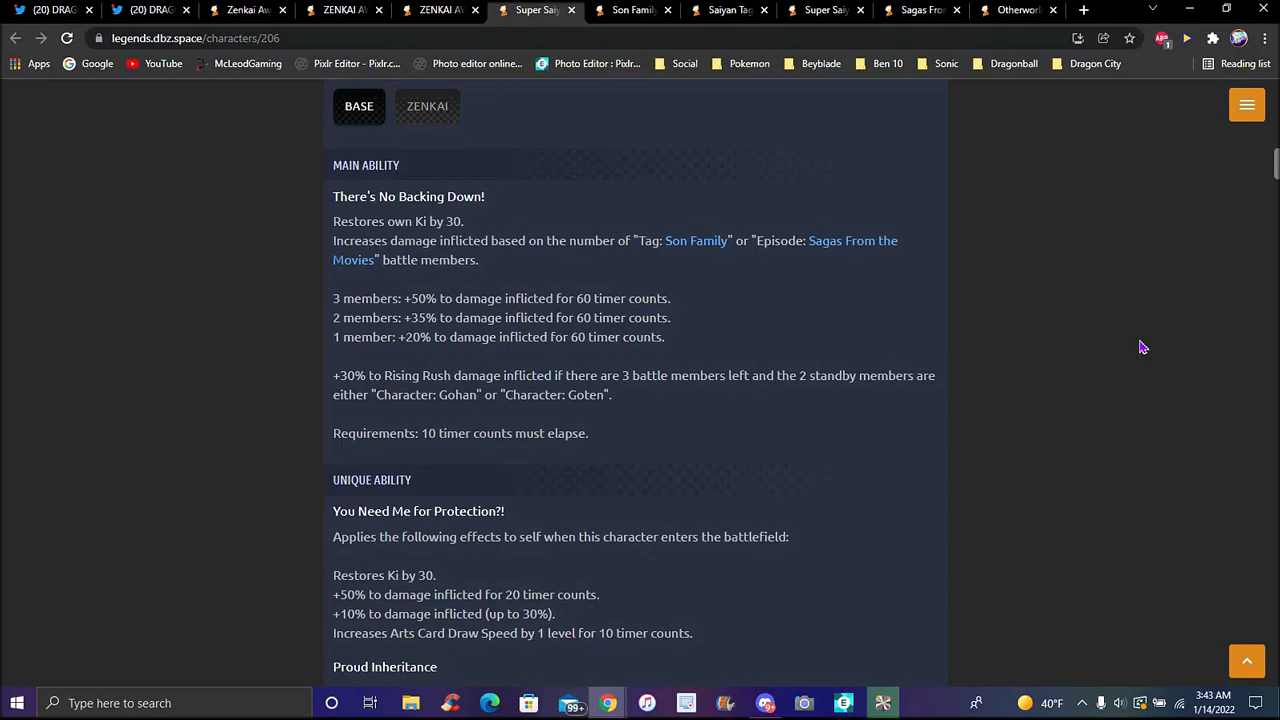 (20) DRAG
(20) DRAG
Zenkai Aw
ZENKAI AV
ZENKAI AV
Super Saiy
Son Family
Saiyan Tag
Super Saiy
Sagas Fro
Otherworl
legends.dbz.space/characters/206
1
Apps
Google
YouTube
McLeodGaming
Pixlr Editor - Pixlr.c...
Photo editor online...
Photo Editor : Pixlr...
Social
Pokemon
Beyblade
Ben 10
Sonic
Dragonball
Dragon City
Reading list
BASE
ZENKAI
MAIN ABILITY
There's No Backing Down!
Restores own Ki by 30.
Increases damage inflicted based on the number of "Tag: Son Family" or "Episode: Sagas From the
Movies" battle members.
3 members: +50% to damage inflicted for 60 timer counts.
2 members: +35% to damage inflicted for 60 timer counts.
1 member: +20% to damage inflicted for 60 timer counts.
+30% to Rising Rush damage inflicted if there are 3 battle members left and the 2 standby members are
either "Character: Gohan" or "Character: Goten".
Requirements: 10 timer counts must elapse.
UNIQUE ABILITY
You Need Me for Protection?!
Applies the following effects to self when this character enters the battlefield:
Restores Ki by 30.
+50% to damage inflicted for 20 timer counts.
+10% to damage inflicted (up to 30%).
Increases Arts Card Draw Speed by 1 level for 10 timer counts.
Proud Inheritance
Type here to search
99+
40°F
3:43 AM
1/14/2022